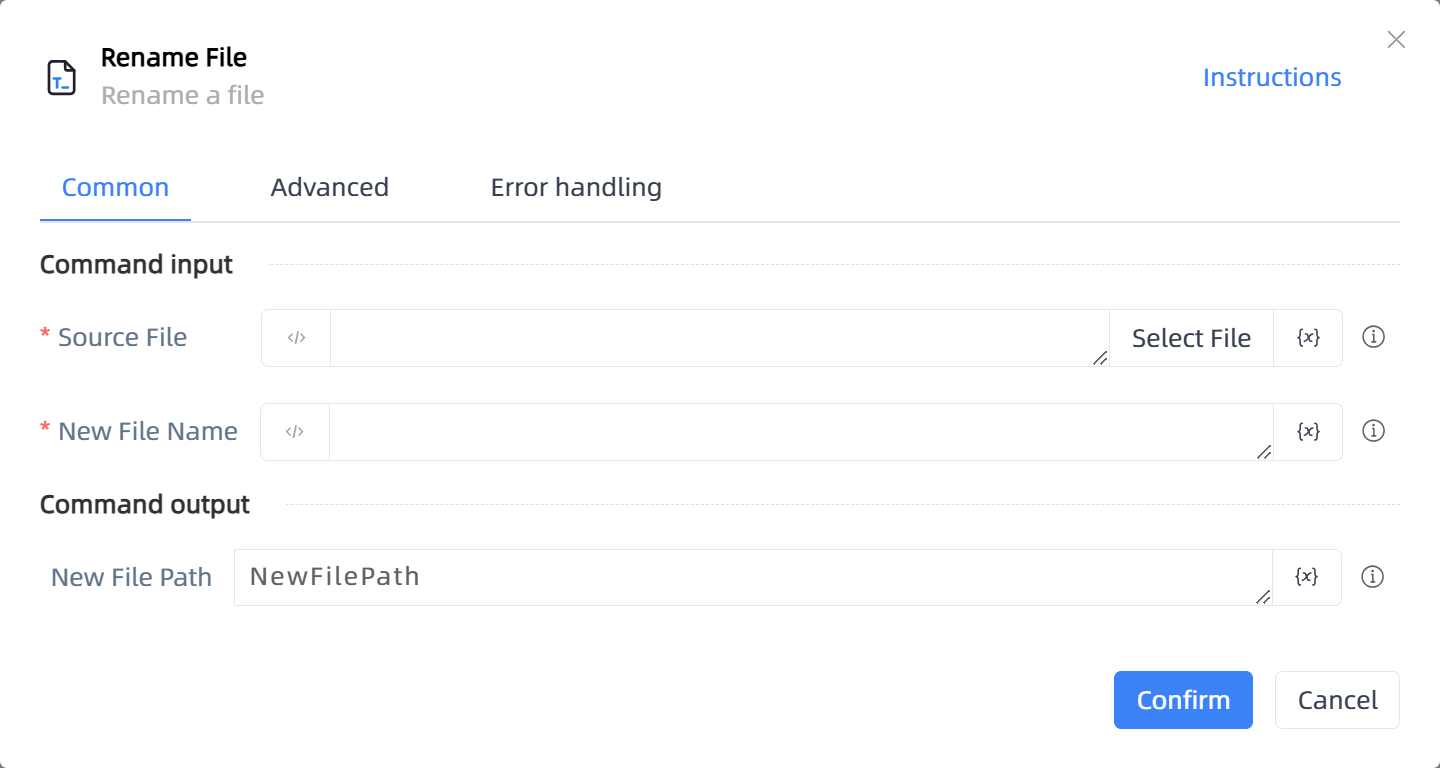 Rename File
Rename a file
Instructions
Common Advanced Error handling
Command input
* Source File </> Select File {x}
* New File Name </> {x}
Command output
New File Path NewFilePath {x}
Confirm Cancel